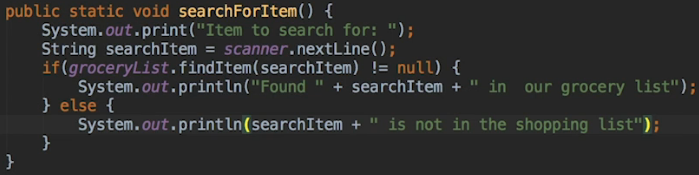 public static void searchForItem() {
    System.out.print("Item to search for: ");
    String searchItem = scanner.nextLine();
    if(groceryList.findItem(searchItem) != null) {
        System.out.println("Found " + searchItem + " in  our grocery list");
    } else {
        System.out.println(searchItem + " is not in the shopping list");
    }
}